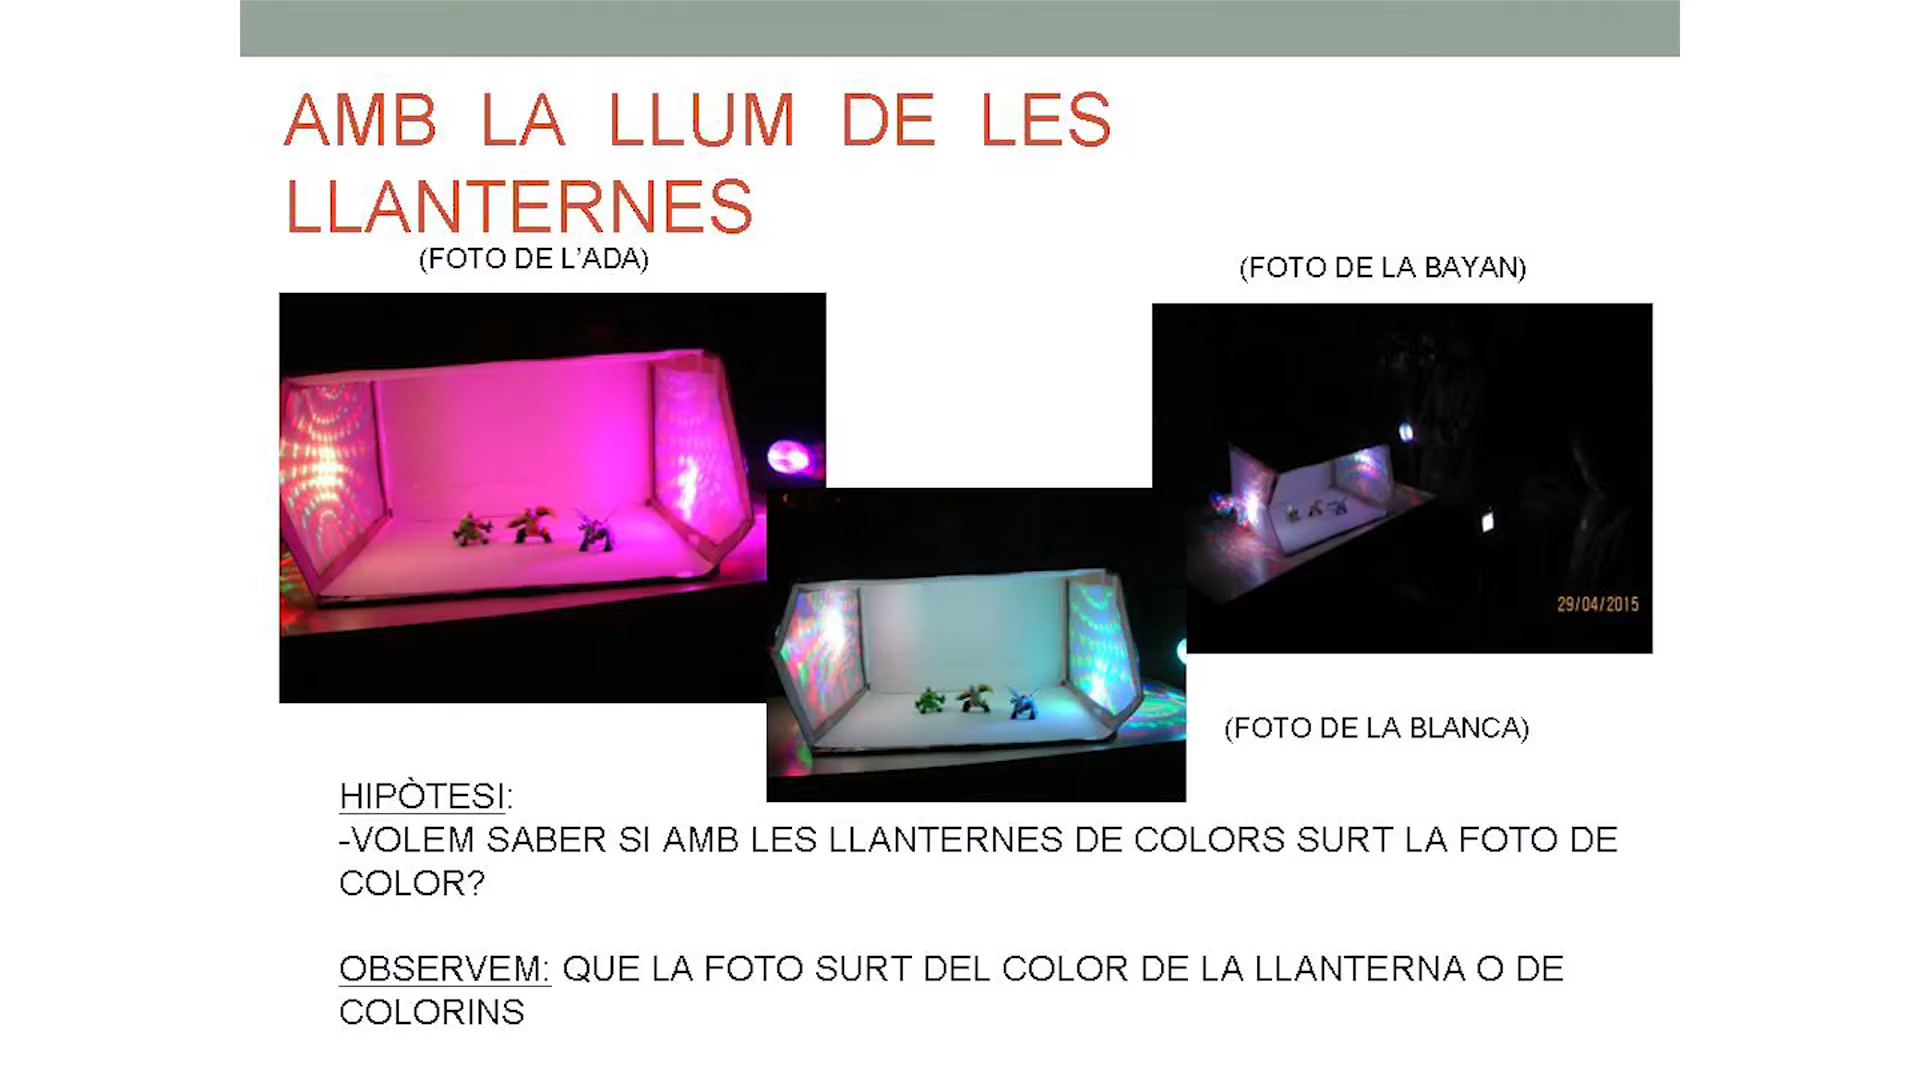 AMB LA LLUM DE LES
LLANTERNES
(FOTO DE L'ADA)
(FOTO DE LA BAYAN)
29/04/2015
(FOTO DE LA BLANCA)
HIPÒTESI:
-VOLEM SABER SI AMB LES LLANTERNES DE COLORS SURT LA FOTO DE
COLOR?
OBSERVEM: QUE LA FOTO SURT DEL COLOR DE LA LLANTERNA O DE
COLORINS